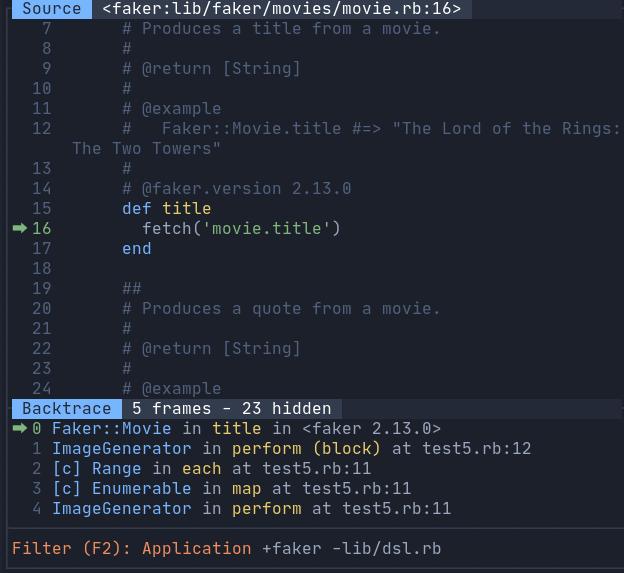 Source <faker:lib/faker/movies/movie.rb:16>
7 # Produces a title from a movie.
8 #
9 # @return [String]
10 #
11 # @example
12 #   Faker::Movie.title #=> "The Lord of the Rings:
The Two Towers"
13 #
14 # @faker.version 2.13.0
15 def title
➡16 fetch('movie.title')
17 end
18
19 ##
20 # Produces a quote from a movie.
21 #
22 # @return [String]
23 #
24 # @example
Backtrace 5 frames - 23 hidden
➡0 Faker::Movie in title in <faker 2.13.0>
1 ImageGenerator in perform (block) at test5.rb:12
2 [c] Range in each at test5.rb:11
3 [c] Enumerable in map at test5.rb:11
4 ImageGenerator in perform at test5.rb:11
Filter (F2): Application +faker -lib/dsl.rb